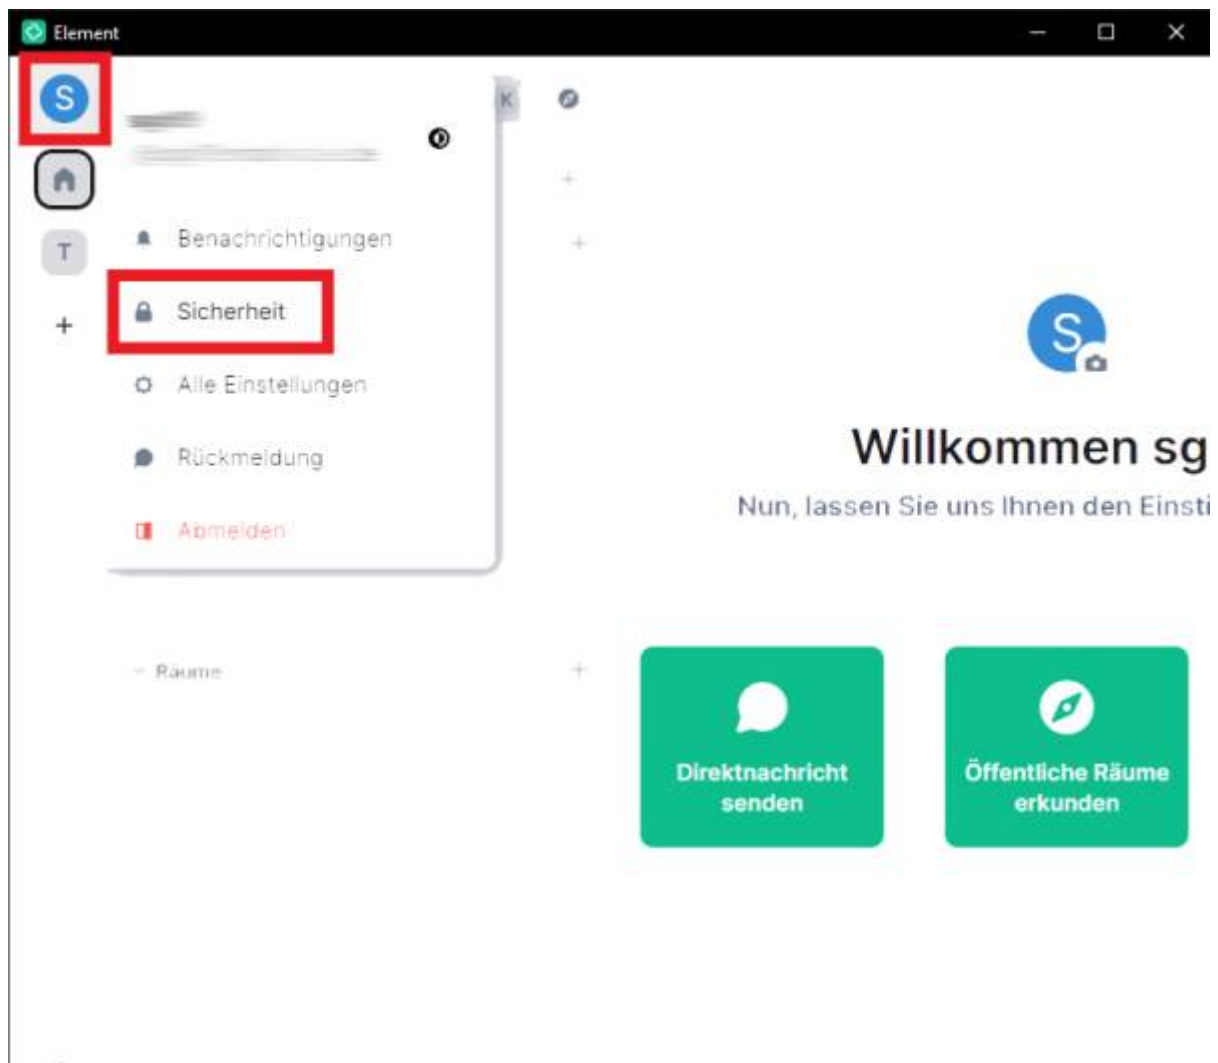 Element
S
K
T
Benachrichtigungen
Sicherheit
Alle Einstellungen
Rückmeldung
Abmelden
Räume
S
Willkommen sg
Nun, lassen Sie uns Ihnen den Einsti
Direktnachricht
senden
Öffentliche Räume
erkunden